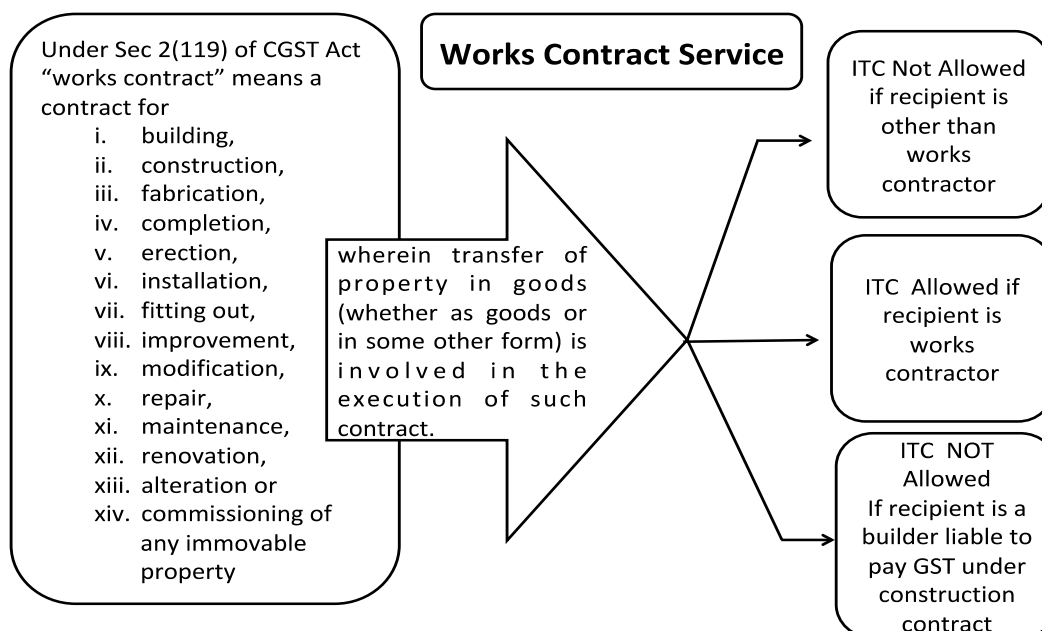 Under Sec 2(119) of CGST Act
“works contract” means a
contract for
i. building,
ii. construction,
iii. fabrication,
iv. completion,
v. erection,
vi. installation,
vii. fitting out,
viii. improvement,
ix. modification,
x. repair,
xi. maintenance,
xii. renovation,
xiii. alteration or
xiv. commissioning of
any immovable
property
Works Contract Service
wherein transfer of
property in goods
(whether as goods or
in some other form) is
involved in the
execution of such
contract.
ITC Not Allowed
if recipient is
other than
works
contractor
ITC Allowed if
recipient is
works
contractor
ITC NOT
Allowed
If recipient is a
builder liable to
pay GST under
construction
contract